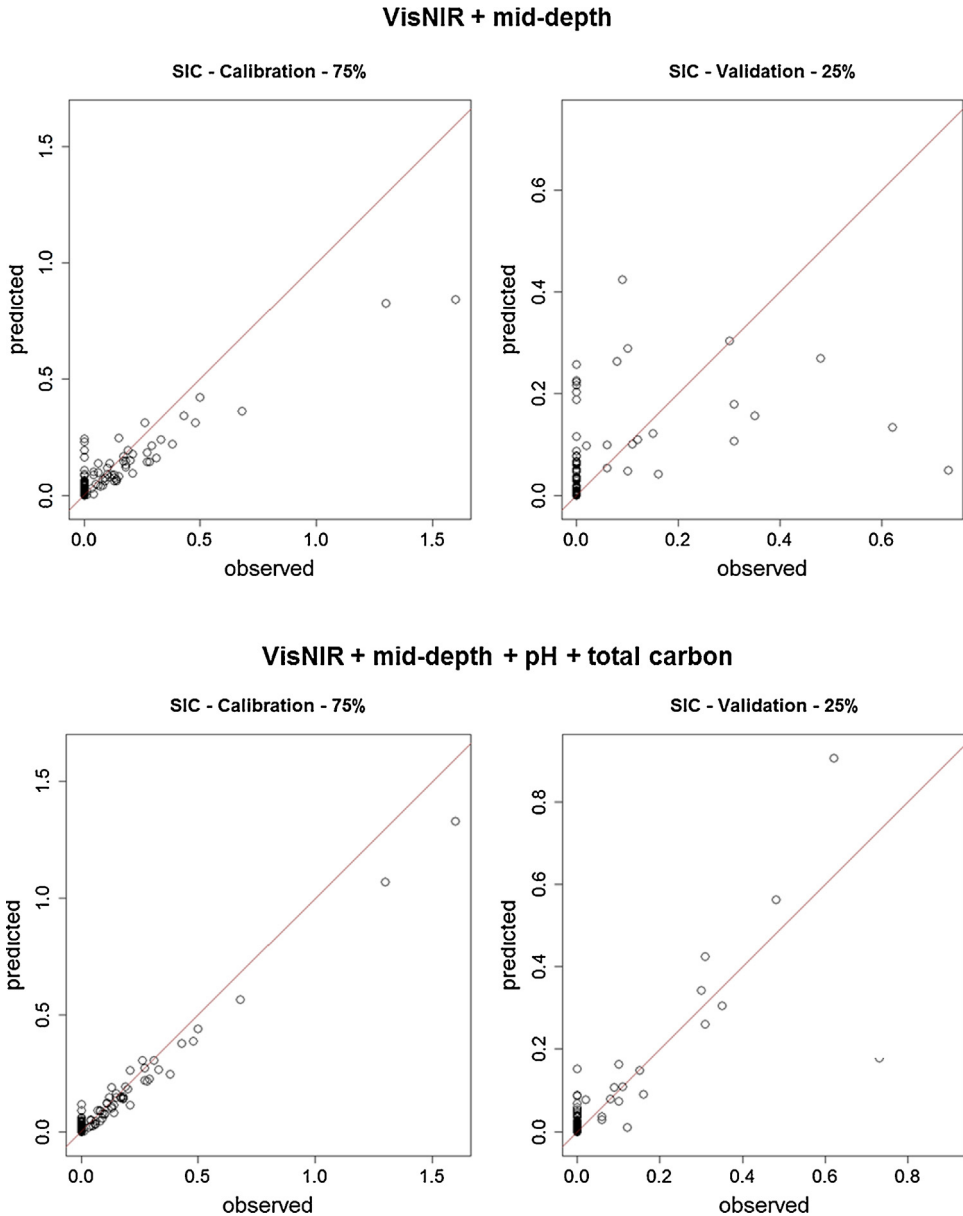 VisNIR + mid-depth
SIC - Calibration - 75%
SIC - Validation - 25%
predicted
1.5
1.0
0.5
0.0
0.0 0.5 1.0 1.5
observed
predicted
0.6
0.4
0.2
0.0
0.0 0.2 0.4 0.6
observed
VisNIR + mid-depth + pH + total carbon
SIC - Calibration - 75%
SIC - Validation - 25%
predicted
1.5
1.0
0.5
0.0
0.0 0.5 1.0 1.5
observed
predicted
0.8
0.6
0.4
0.2
0.0
0.0 0.2 0.4 0.6 0.8
observed